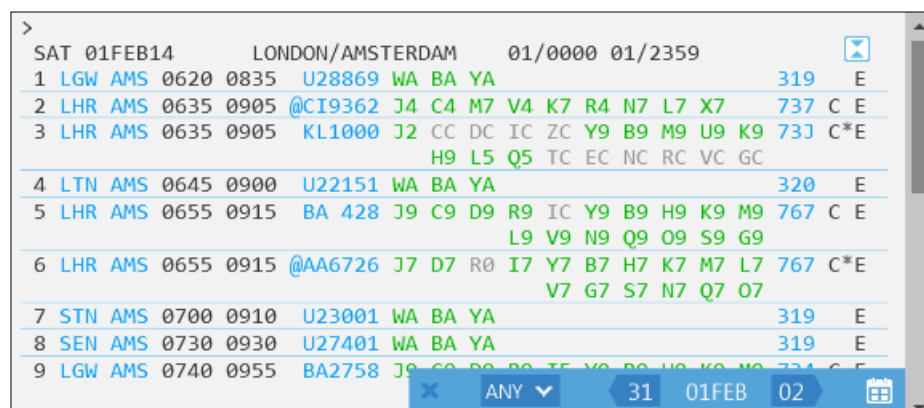 >
SAT 01FEB14 LONDON/AMSTERDAM 01/0000 01/2359
1 LGW AMS 0620 0835 U28869 WA BA YA 319 E
2 LHR AMS 0635 0905 @CI9362 J4 C4 M7 V4 K7 R4 N7 L7 X7 737 C E
3 LHR AMS 0635 0905 KL1000 J2 CC DC IC ZC Y9 B9 M9 U9 K9 73J C*E
H9 L5 Q5 TC EC NC RC VC GC
4 LTN AMS 0645 0900 U22151 WA BA YA 320 E
5 LHR AMS 0655 0915 BA 428 J9 C9 D9 R9 IC Y9 B9 H9 K9 M9 767 C E
L9 V9 N9 Q9 O9 S9 G9
6 LHR AMS 0655 0915 @AA6726 J7 D7 R0 I7 Y7 B7 H7 K7 M7 L7 767 C*E
V7 G7 S7 N7 Q7 O7
7 STN AMS 0700 0910 U23001 WA BA YA 319 E
8 SEN AMS 0730 0930 U27401 WA BA YA 319 E
9 LGW AMS 0740 0955 BA2758
ANY 31 01FEB 02